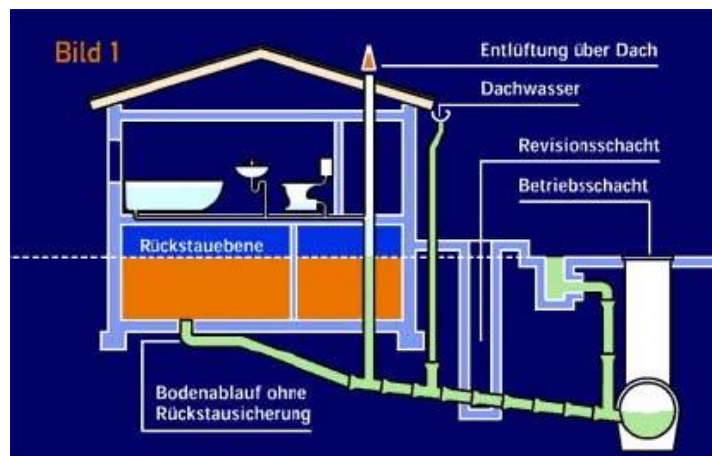 Bild 1
Entlüftung über Dach
Dachwasser
Revisionsschacht
Betriebsschacht
Rückstauebene
Bodenablauf ohne
Rückstausicherung